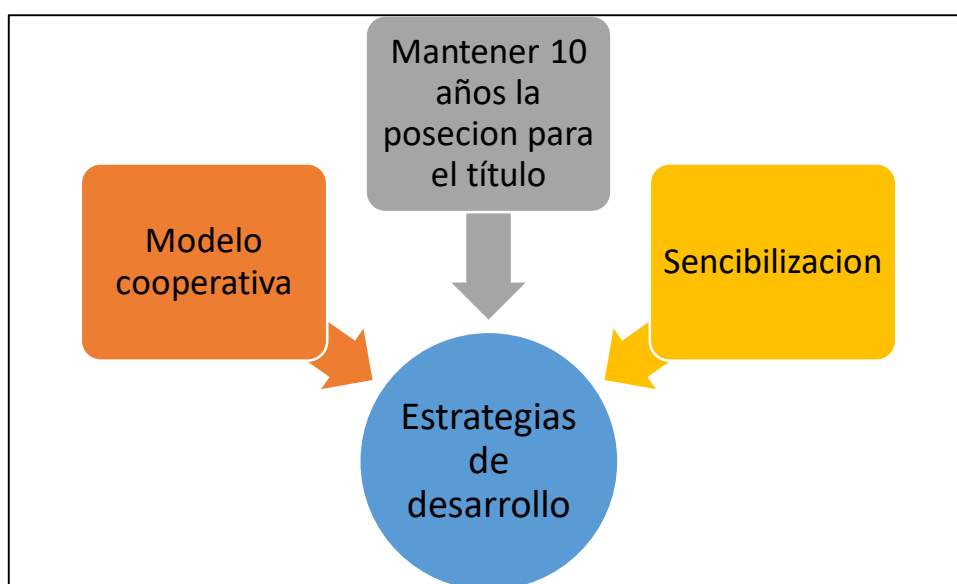 Mantener 10
años la
posecion para
el título
Modelo
cooperativa
Sencibilizacion
Estrategias
de
desarrollo